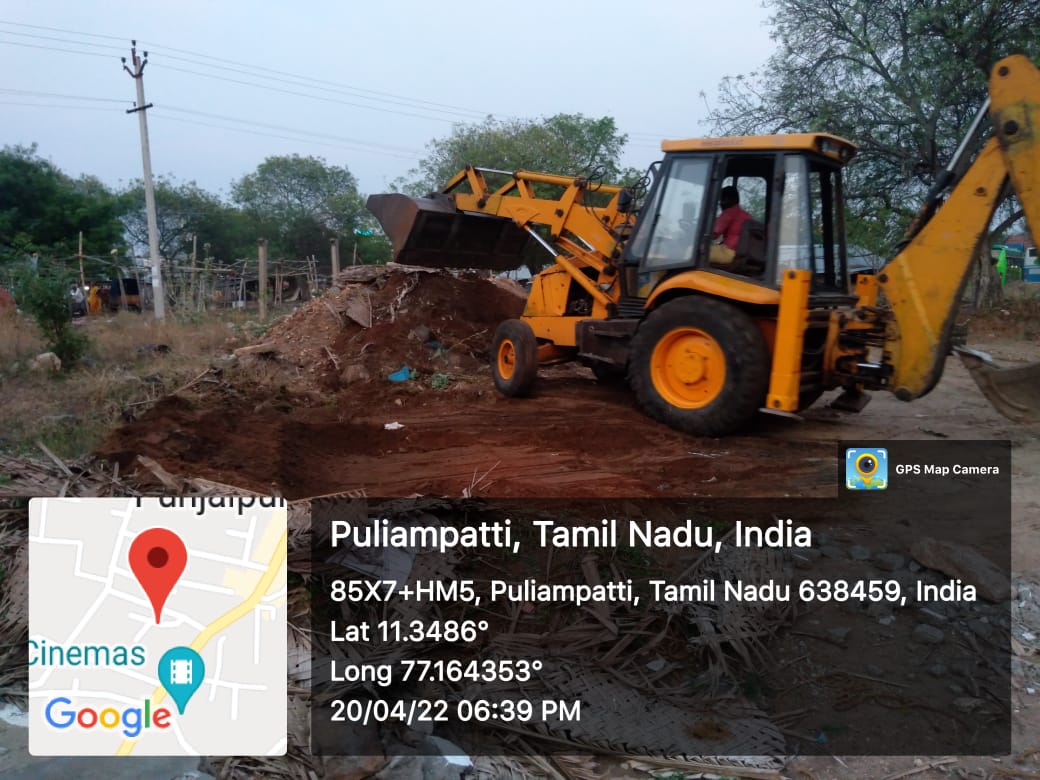 GPS Map Camera
Puliampatti, Tamil Nadu, India
85X7+HM5, Puliampatti, Tamil Nadu 638459, India
Lat 11.3486°
Long 77.164353°
20/04/22 06:39 PM
Cinemas
Google